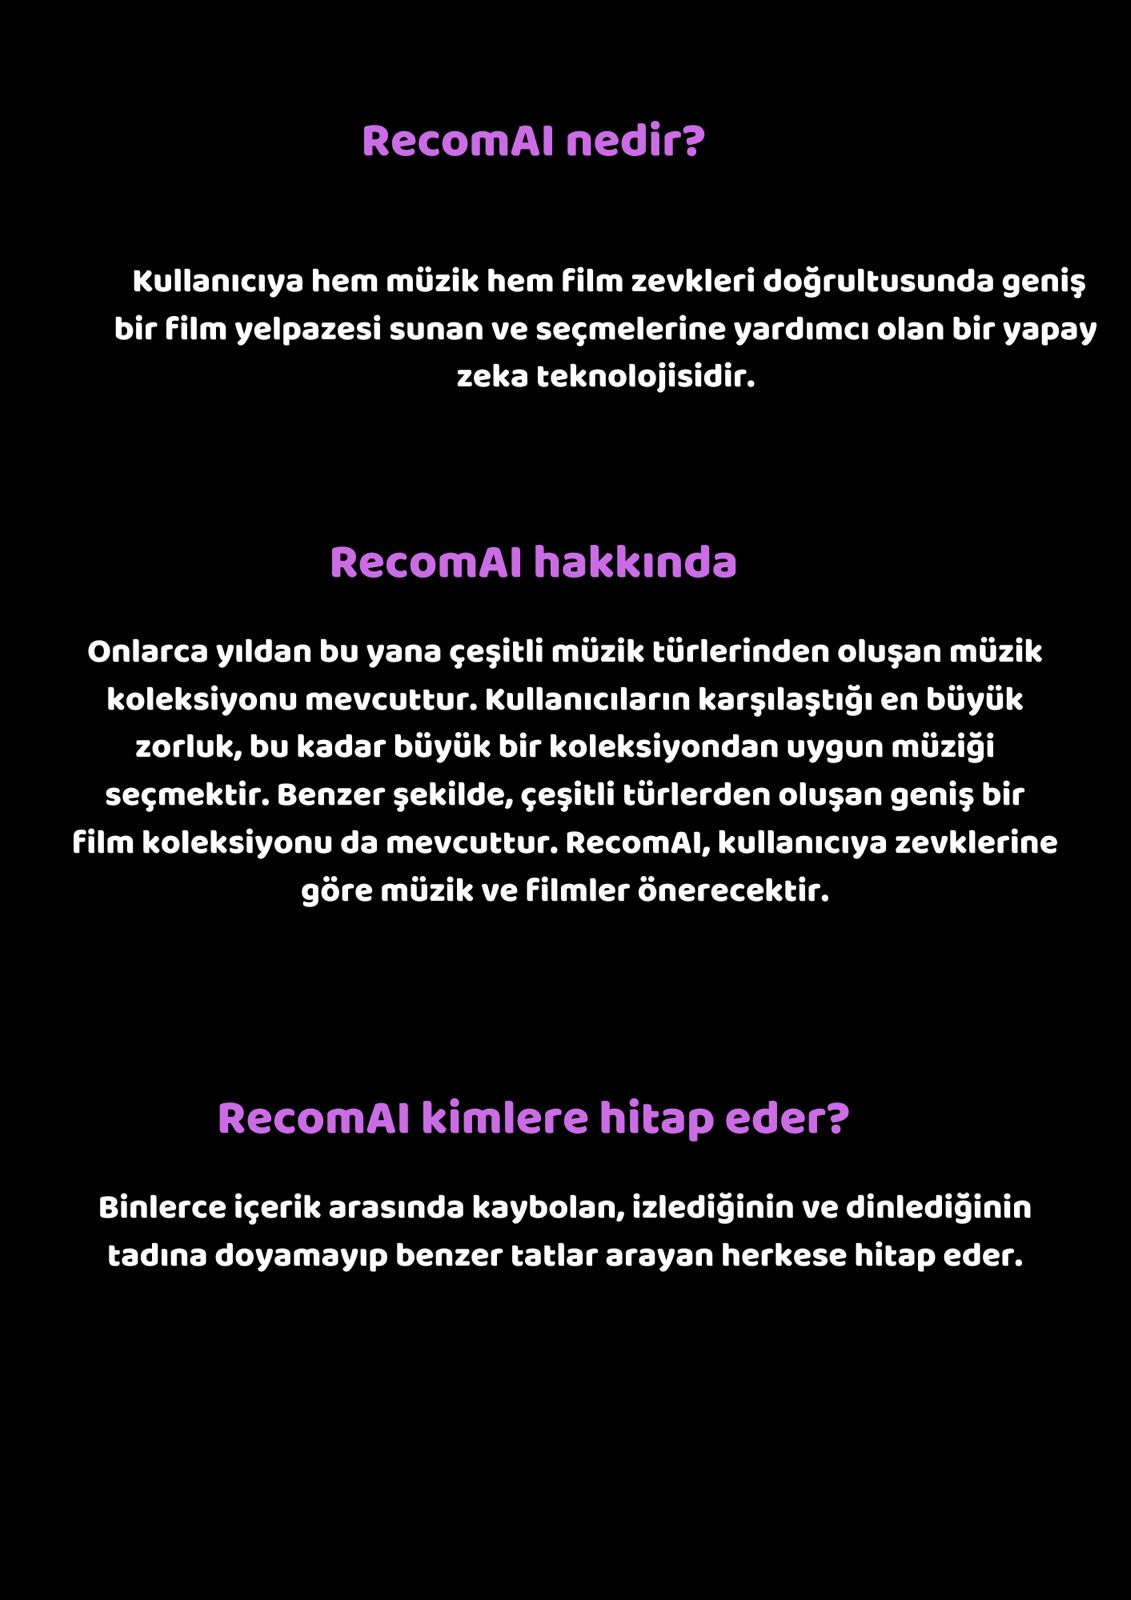 RecomAI nedir?
Kullanıcıya hem müzik hem film zevkleri doğrultusunda geniş
bir film yelpazesi sunan ve seçmelerine yardımcı olan bir yapay
zeka teknolojisidir.
RecomAI hakkında
Onlarca yıldan bu yana çeşitli müzik türlerinden oluşan müzik
koleksiyonu mevcuttur. Kullanıcıların karşılaştığı en büyük
zorluk, bu kadar büyük bir koleksiyondan uygun müziği
seçmektir. Benzer şekilde, çeşitli türlerden oluşan geniş bir
film koleksiyonu da mevcuttur. RecomAI, kullanıcıya zevklerine
göre müzik ve filmler önerecektir.
RecomAI kimlere hitap eder?
Binlerce içerik arasında kaybolan, izlediğinin ve dinlediğinin
tadına doyamayıp benzer tatlar arayan herkese hitap eder.